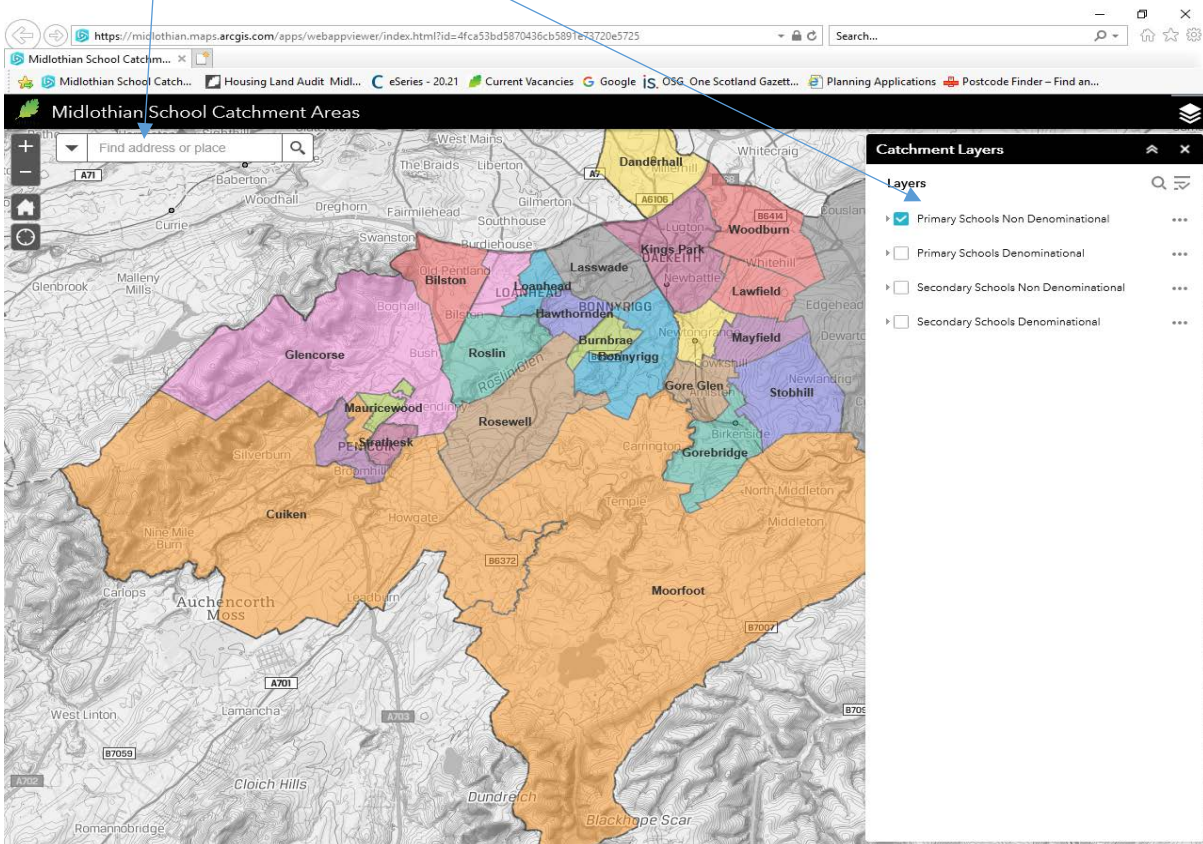 https://midlothian.maps.arcgis.com/apps/webappviewer/index.html?id=4fca53bd5870436cb5891e73720e5725
Search...
Midlothian School Catchm...
Midlothian School Catch...
Housing Land Audit Midl...
eSeries - 20.21
Current Vacancies
Google
OSG_One Scotland Gazett...
Planning Applications
Postcode Finder – Find an...
Midlothian School Catchment Areas
Find address or place
Catchment Layers
Layers
Primary Schools Non Denominational
Primary Schools Denominational
Secondary Schools Non Denominational
Secondary Schools Denominational
West Mains
Whitecraig
A71
Baberton
The Braids
Liberton
A7
Danderhall
Millerhill
Woodhall
Dreghorn
Fairmilehead
Gilmerton
A6106
Currie
Southhouse
Lugton
B6414
Woodburn
Swanston
Burdiehouse
Kings Park
DALKEITH
Whitehill
Malleny
Mills
Glenbrook
Old Pentland
Bilston
Lasswade
Newbattle
Lawfield
Loanhead
LOANHEAD
Edgehead
Boghall
Bilston
Hawthornden
BONNYRIGG
Glencorse
Bush
Roslin
Roslin Glen
Burnbrae
Bonnyrigg
Newtongrange
Mayfield
Gowkshill
Gore Glen
Arniston
Newlandrig
Stobhill
Mauricewood
Rosewell
Strathesk
PENICUIK
Carrington
Birkenside
Gorebridge
Silverburn
Broomhill
Cuiken
Howgate
Temple
North Middleton
Middleton
Nine Mile
Burn
B6372
Carlops
Auchencorth
Moss
Leadburn
Moorfoot
B7007
A701
West Linton
Lamancha
A703
B709
B7059
A702
Cloich Hills
Dundreich
Blackhope Scar
Romannobridge